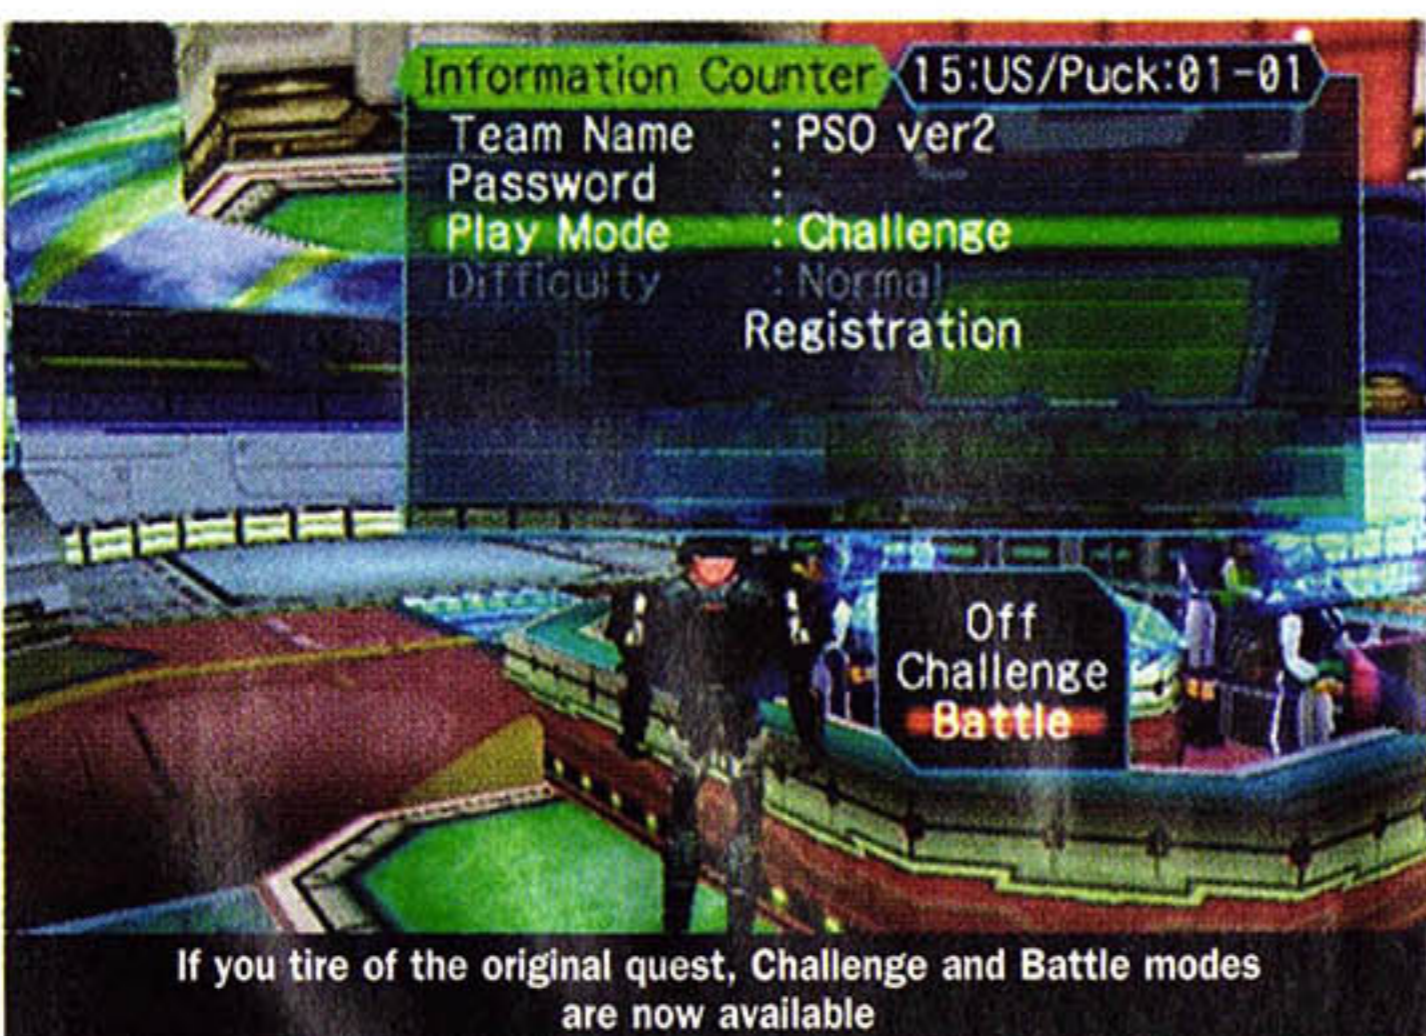 Information Counter 15:US/Puck:01-01
Team Name : PSO ver2
Password :
Play Mode : Challenge
Difficulty : Normal
Registration
Off
Challenge
Battle
If you tire of the original quest, Challenge and Battle modes
are now available